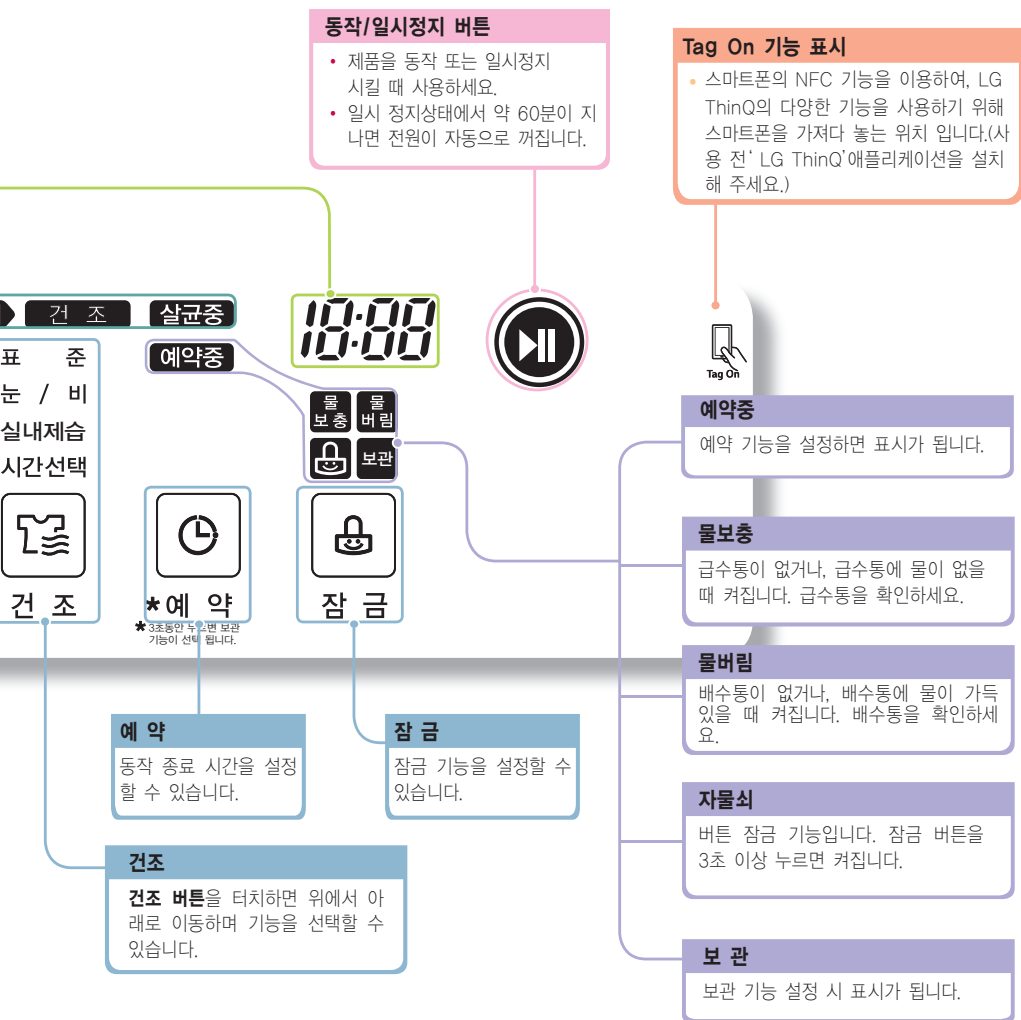 동작/일시정지 버튼
• 제품을 동작 또는 일시정지
시킬 때 사용하세요.
• 일시 정지상태에서 약 60분이 지
나면 전원이 자동으로 꺼집니다.
Tag On 기능 표시
• 스마트폰의 NFC 기능을 이용하여, LG
ThinQ의 다양한 기능을 사용하기 위해
스마트폰을 가져다 놓는 위치 입니다.(사
용 전‘ LG ThinQ’애플리케이션을 설치
해 주세요.)
건 조
살균중
18:88
표 준
눈 / 비
실내제습
시간선택
예약중
물
보충
물
버림
보관
Tag On
건 조
*예 약
*3초동안 누르면 보관
기능이 선택 됩니다.
잠 금
예약중
예약 기능을 설정하면 표시가 됩니다.
물보충
급수통이 없거나, 급수통에 물이 없을
때 켜집니다. 급수통을 확인하세요.
물버림
배수통이 없거나, 배수통에 물이 가득
있을 때 켜집니다. 배수통을 확인하세
요.
자물쇠
버튼 잠금 기능입니다. 잠금 버튼을
3초 이상 누르면 켜집니다.
보 관
보관 기능 설정 시 표시가 됩니다.
예 약
동작 종료 시간을 설정
할 수 있습니다.
잠 금
잠금 기능을 설정할 수
있습니다.
건조
건조 버튼을 터치하면 위에서 아
래로 이동하며 기능을 선택할 수
있습니다.